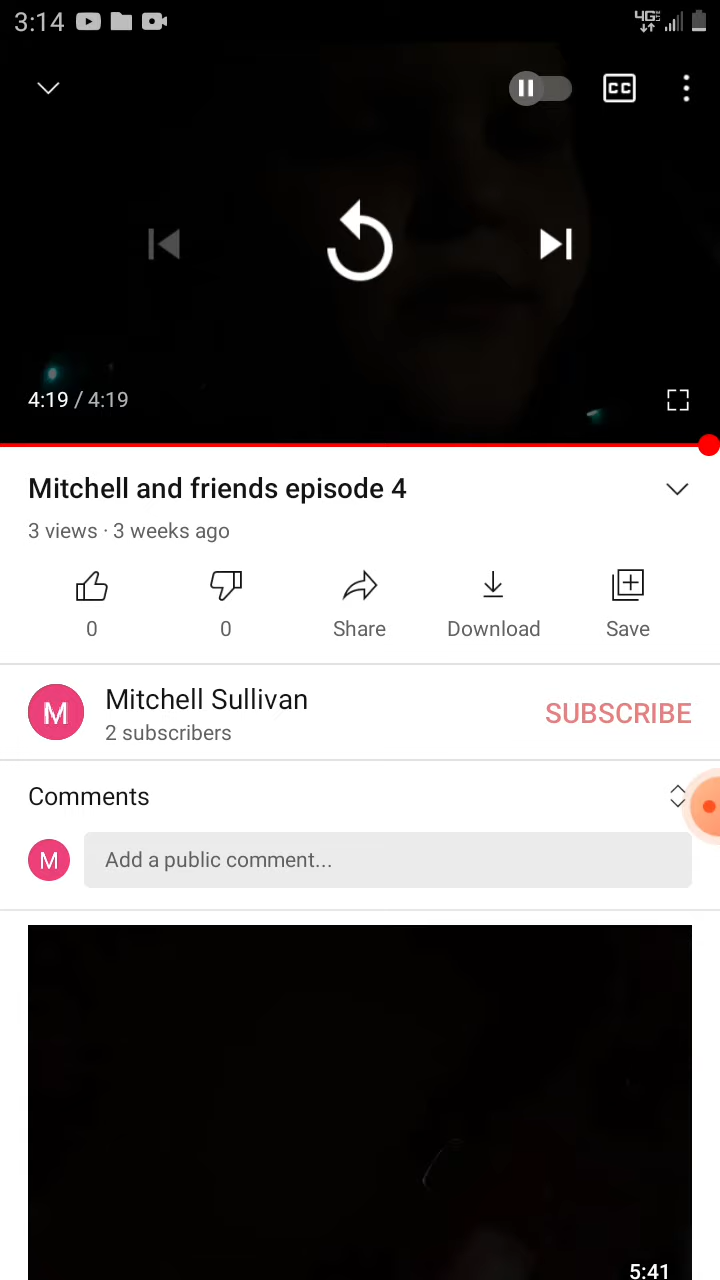 3:14
4G
CC
4:19 / 4:19
Mitchell and friends episode 4
3 views · 3 weeks ago
0
0
Share
Download
Save
M
Mitchell Sullivan
2 subscribers
SUBSCRIBE
Comments
M
Add a public comment...
5:41